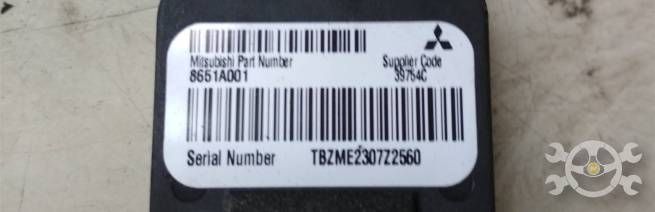 Mitsubishi Part Number
8651A001
Supplier Code
39754C
Serial Number TBZME2307Z2560